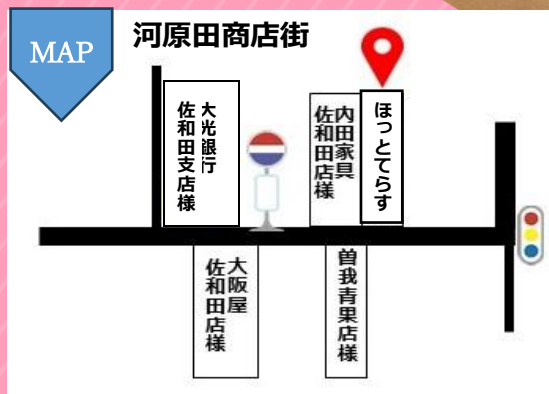 MAP
河原田商店街
大光銀行
佐和田支店様
内田家具
佐和田店様
ほっとてらす
大阪屋
佐和田店様
曽我青果店様